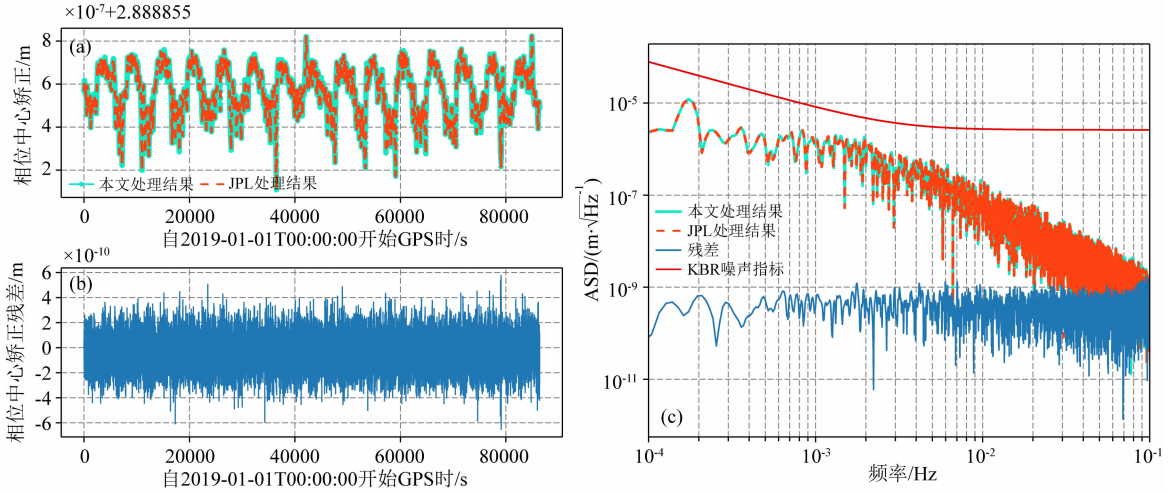 ×10⁻⁷+2.888855
(a)
相位中心矫正/m
8
6
4
2
本文处理结果 JPL处理结果
0 20000 40000 60000 80000
自2019-01-01T00:00:00开始GPS时/s
×10⁻¹⁰
(b)
相位中心矫正残差/m
6
4
2
0
-2
-4
-6
0 20000 40000 60000 80000
自2019-01-01T00:00:00开始GPS时/s
ASD/(m·√Hz⁻¹)
10⁻⁵
10⁻⁷
10⁻⁹
10⁻¹¹
本文处理结果
JPL处理结果
残差
KBR噪声指标
(c)
10⁻⁴ 10⁻³ 10⁻² 10⁻¹
频率/Hz